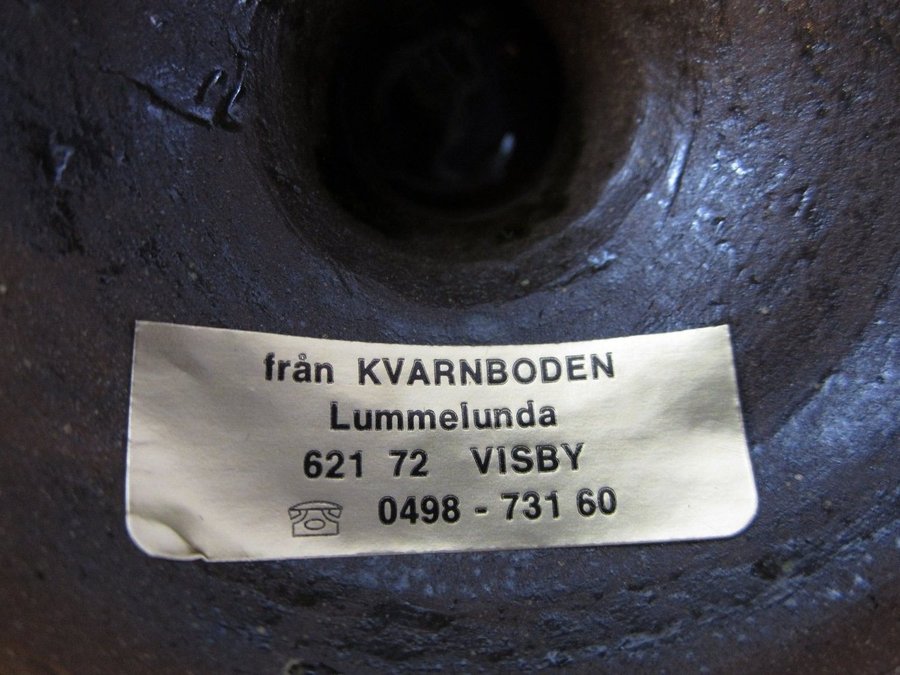 från KVARNBODEN
Lummelunda
621 72 VISBY
0498 - 731 60